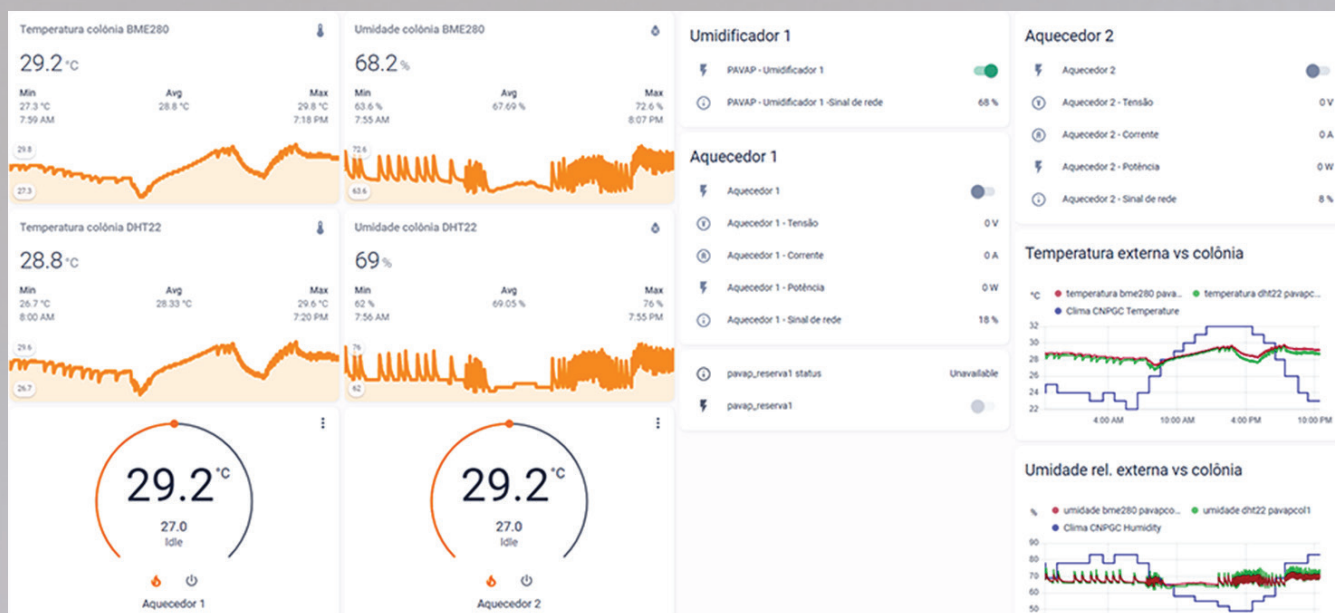 Temperatura colônia BME280
29.2 °C
Min Avg Max
27.3 °C 28.8 °C 29.8 °C
7:59 AM 7:18 PM
29.8
27.3
Umidade colônia BME280
68.2 %
Min Avg Max
63.6 % 67.69 % 72.6 %
7:55 AM 8:07 PM
72.6
63.6
Temperatura colônia DHT22
28.8 °C
Min Avg Max
26.7 °C 28.33 °C 29.6 °C
8:00 AM 7:20 PM
29.6
26.7
Umidade colônia DHT22
69 %
Min Avg Max
62 % 69.05 % 76 %
7:56 AM 7:55 PM
76
62
29.2 °C
27.0
Idle
Aquecedor 1
29.2 °C
27.0
Idle
Aquecedor 2
Umidificador 1
PAVAP - Umidificador 1
PAVAP - Umidificador 1 -Sinal de rede 68 %
Aquecedor 1
Aquecedor 1
Aquecedor 1 - Tensão 0 V
Aquecedor 1 - Corrente 0 A
Aquecedor 1 - Potência 0 W
Aquecedor 1 - Sinal de rede 18 %
pavap_reserva1 status Unavailable
pavap_reserva1
Aquecedor 2
Aquecedor 2
Aquecedor 2 - Tensão 0 V
Aquecedor 2 - Corrente 0 A
Aquecedor 2 - Potência 0 W
Aquecedor 2 - Sinal de rede 8 %
Temperatura externa vs colônia
°C temperatura bme280 pava... temperatura dht22 pavapc...
Clima CNPGC Temperature
32
30
28
26
24
22
4:00 AM 10:00 AM 4:00 PM 10:00 PM
Umidade rel. externa vs colônia
% umidade bme280 pavapco... umidade dht22 pavapcol1
Clima CNPGC Humidity
90
80
70
60
50